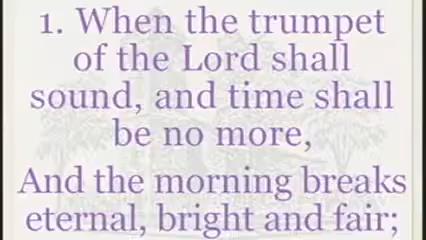 1. When the trumpet
of the Lord shall
sound, and time shall
be no more,
And the morning breaks
eternal, bright and fair;